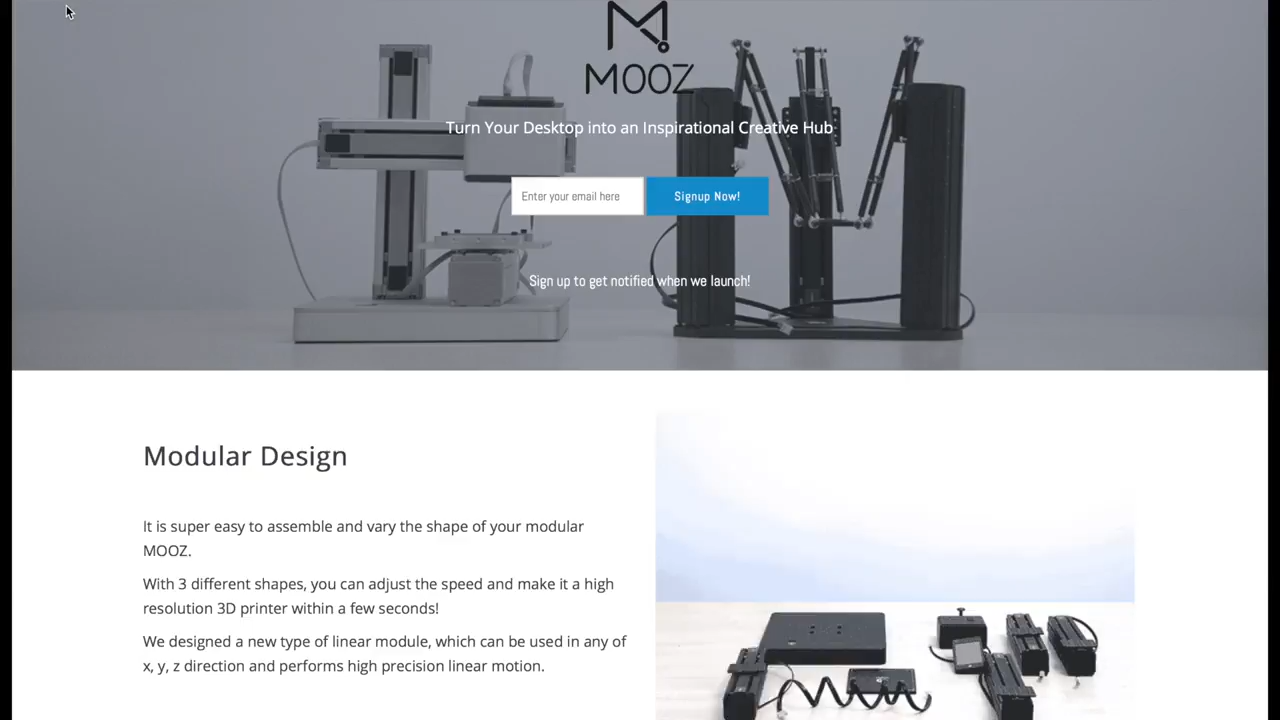 MOOZ
Turn Your Desktop into an Inspirational Creative Hub
Enter your email here
Signup Now!
Sign up to get notified when we launch!
Modular Design
It is super easy to assemble and vary the shape of your modular
MOOZ.
With 3 different shapes, you can adjust the speed and make it a high
resolution 3D printer within a few seconds!
We designed a new type of linear module, which can be used in any of
x, y, z direction and performs high precision linear motion.